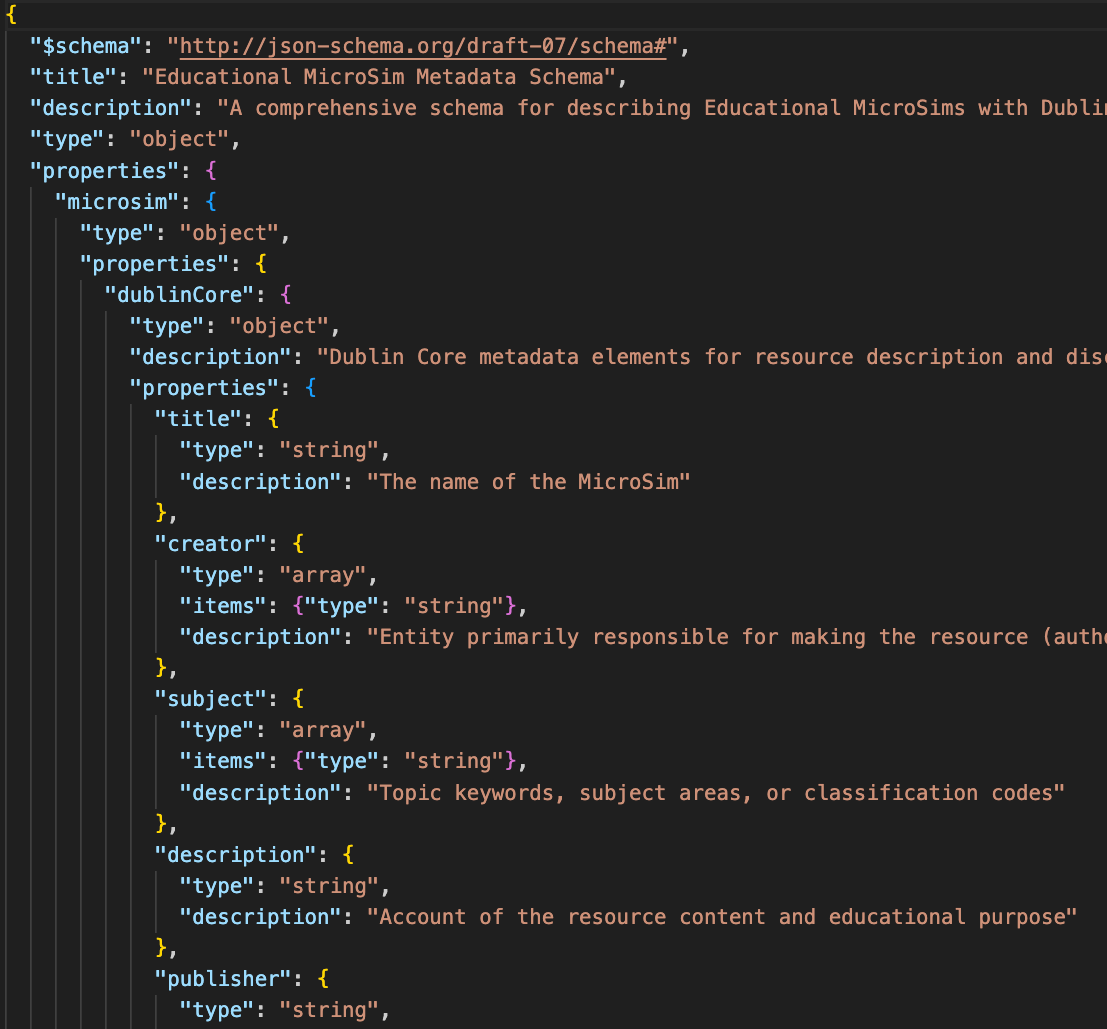 {
"$schema": "http://json-schema.org/draft-07/schema#",
"title": "Educational MicroSim Metadata Schema",
"description": "A comprehensive schema for describing Educational MicroSims with
"type": "object",
"properties": {
"microsim": {
"type": "object",
"properties": {
"dublinCore": {
"type": "object",
"description": "Dublin Core metadata elements for resource description and
"properties": {
"title": {
"type": "string",
"description": "The name of the MicroSim"
},
"creator": {
"type": "array",
"items": {"type": "string"},
"description": "Entity primarily responsible for making the resource
},
"subject": {
"type": "array",
"items": {"type": "string"},
"description": "Topic keywords, subject areas, or classification codes"
},
"description": {
"type": "string",
"description": "Account of the resource content and educational purpose"
},
"publisher": {
"type": "string",